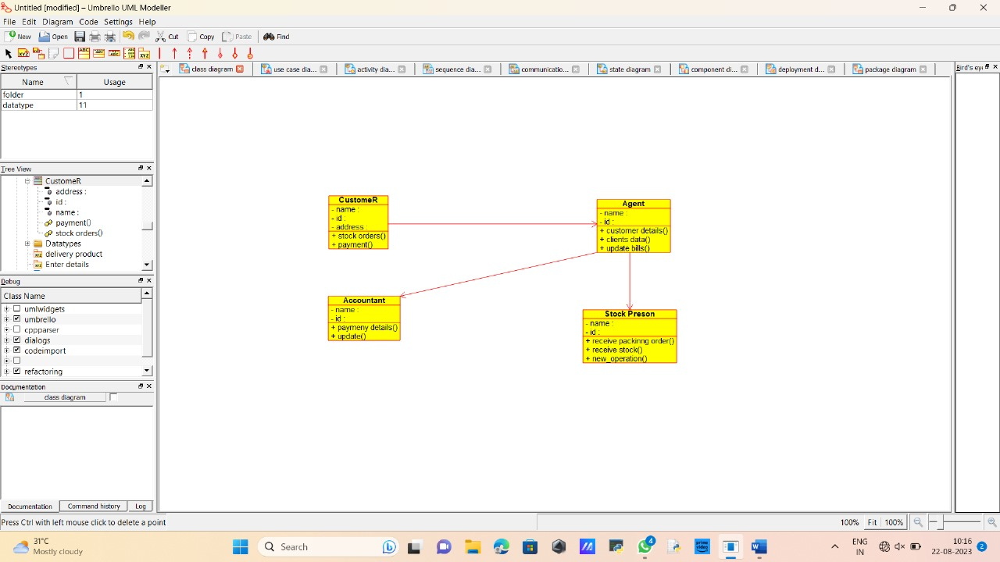 Untitled [modified] – Umbrello UML Modeller
File Edit Diagram Code Settings Help
New Open Cut Copy Paste Find
Stereotypes
Name Usage
folder 1
datatype 11
Tree View
CustomeR
address :
id :
name :
payment()
stock orders()
Datatypes
delivery product
Enter details
Debug
Class Name
umlwidgets
umbrello
cppparser
dialogs
codeimport
refactoring
Documentation
class diagram
Documentation Command history Log
class diagram use case dia... activity dia... sequence dia... communicatio... state diagram component di... deployment d... package diagram
Bird's eye
CustomeR
- name :
- id :
- address :
+ stock orders()
+ payment()
Agent
- name :
- id :
+ customer details()
+ clients data()
+ update bills()
Accountant
- name :
- id :
+ paymeny details()
+ update()
Stock Preson
- name :
- id :
+ receive packinng order()
+ receive stock()
+ new_operation()
Press Ctrl with left mouse click to delete a point
100% Fit 100%
31°C
Mostly cloudy
Search
4
prime video
ENG
IN
10:16
22-08-2023
2